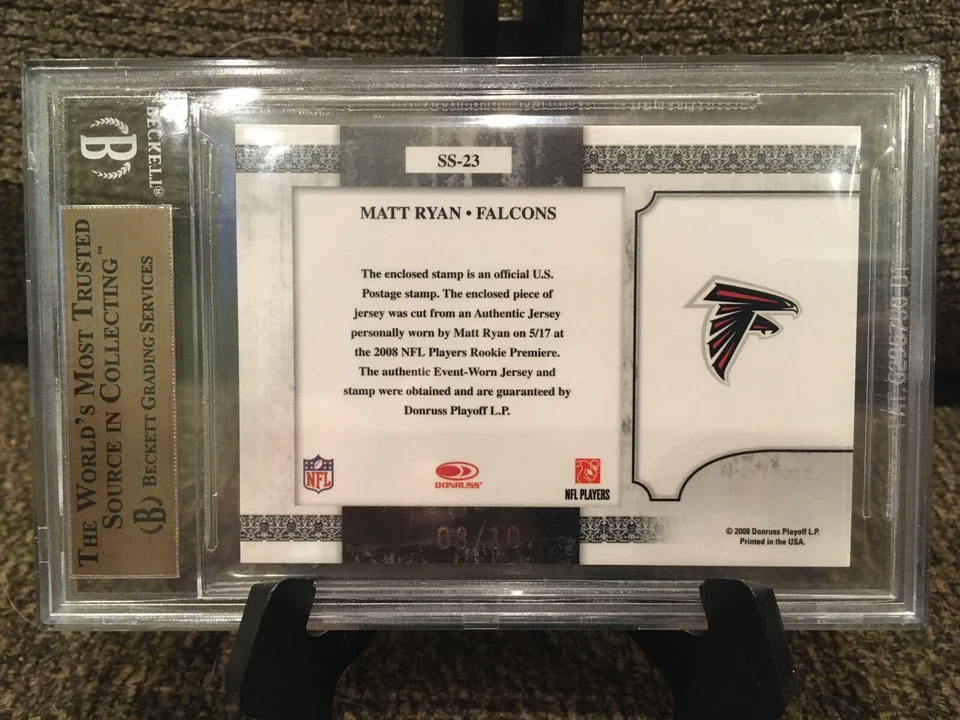 BECKETT®
THE WORLD'S MOST TRUSTED
SOURCE IN COLLECTING™
BECKETT GRADING SERVICES
SS-23
MATT RYAN • FALCONS
The enclosed stamp is an official U.S.
Postage stamp. The enclosed piece of
jersey was cut from an Authentic Jersey
personally worn by Matt Ryan on 5/17 at
the 2008 NFL Players Rookie Premiere.
The authentic Event-Worn Jersey and
stamp were obtained and are guaranteed by
Donruss Playoff L.P.
NFL
DONRUSS
NFL PLAYERS
03/10
© 2008 Donruss Playoff L.P.
Printed in the USA.